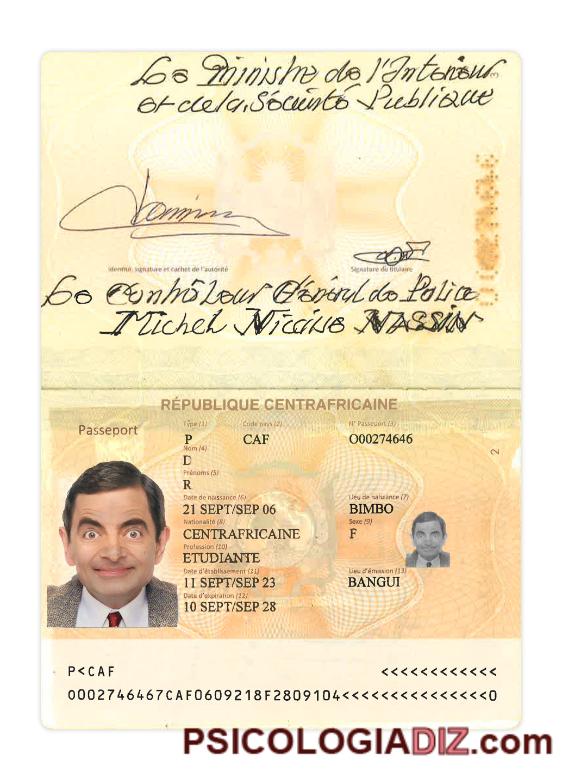 Le Ministre de l'Interieur
et de la Sécurité Publique
Identité, signature et cachet de l'autorité
Signature du titulaire
Le Contrôleur Général de Police
Michel Nicaise NASSIN
RÉPUBLIQUE CENTRAFRICAINE
Passeport
Type (1) Code pays (2) N° Passeport (3)
P CAF O00274646
Nom (4)
D
Prénoms (5)
R
Date de naissance (6) Lieu de naissance (7)
21 SEPT/SEP 06 BIMBO
Nationalité (8) Sexe (9)
CENTRAFRICAINE F
Profession (10)
ETUDIANTE
Date d'établissement (11) Lieu d'émission (13)
11 SEPT/SEP 23 BANGUI
Date d'expiration (12)
10 SEPT/SEP 28
2
P<CAF <<<<<<<<<<<<
O002746467CAF0609218F2809104<<<<<<<<<<<<<<<0
PSICOLOGIADIZ.com